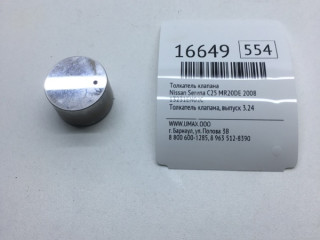 16649 554
Толкатель клапана
Nissan Serena C25 MR20DE 2008
Толкатель клапана, выпуск 3.24
WWW.UMAX.OOO
г. Барнаул, ул. Попова 3В
8 800 600-1285, 8 963 512-8390